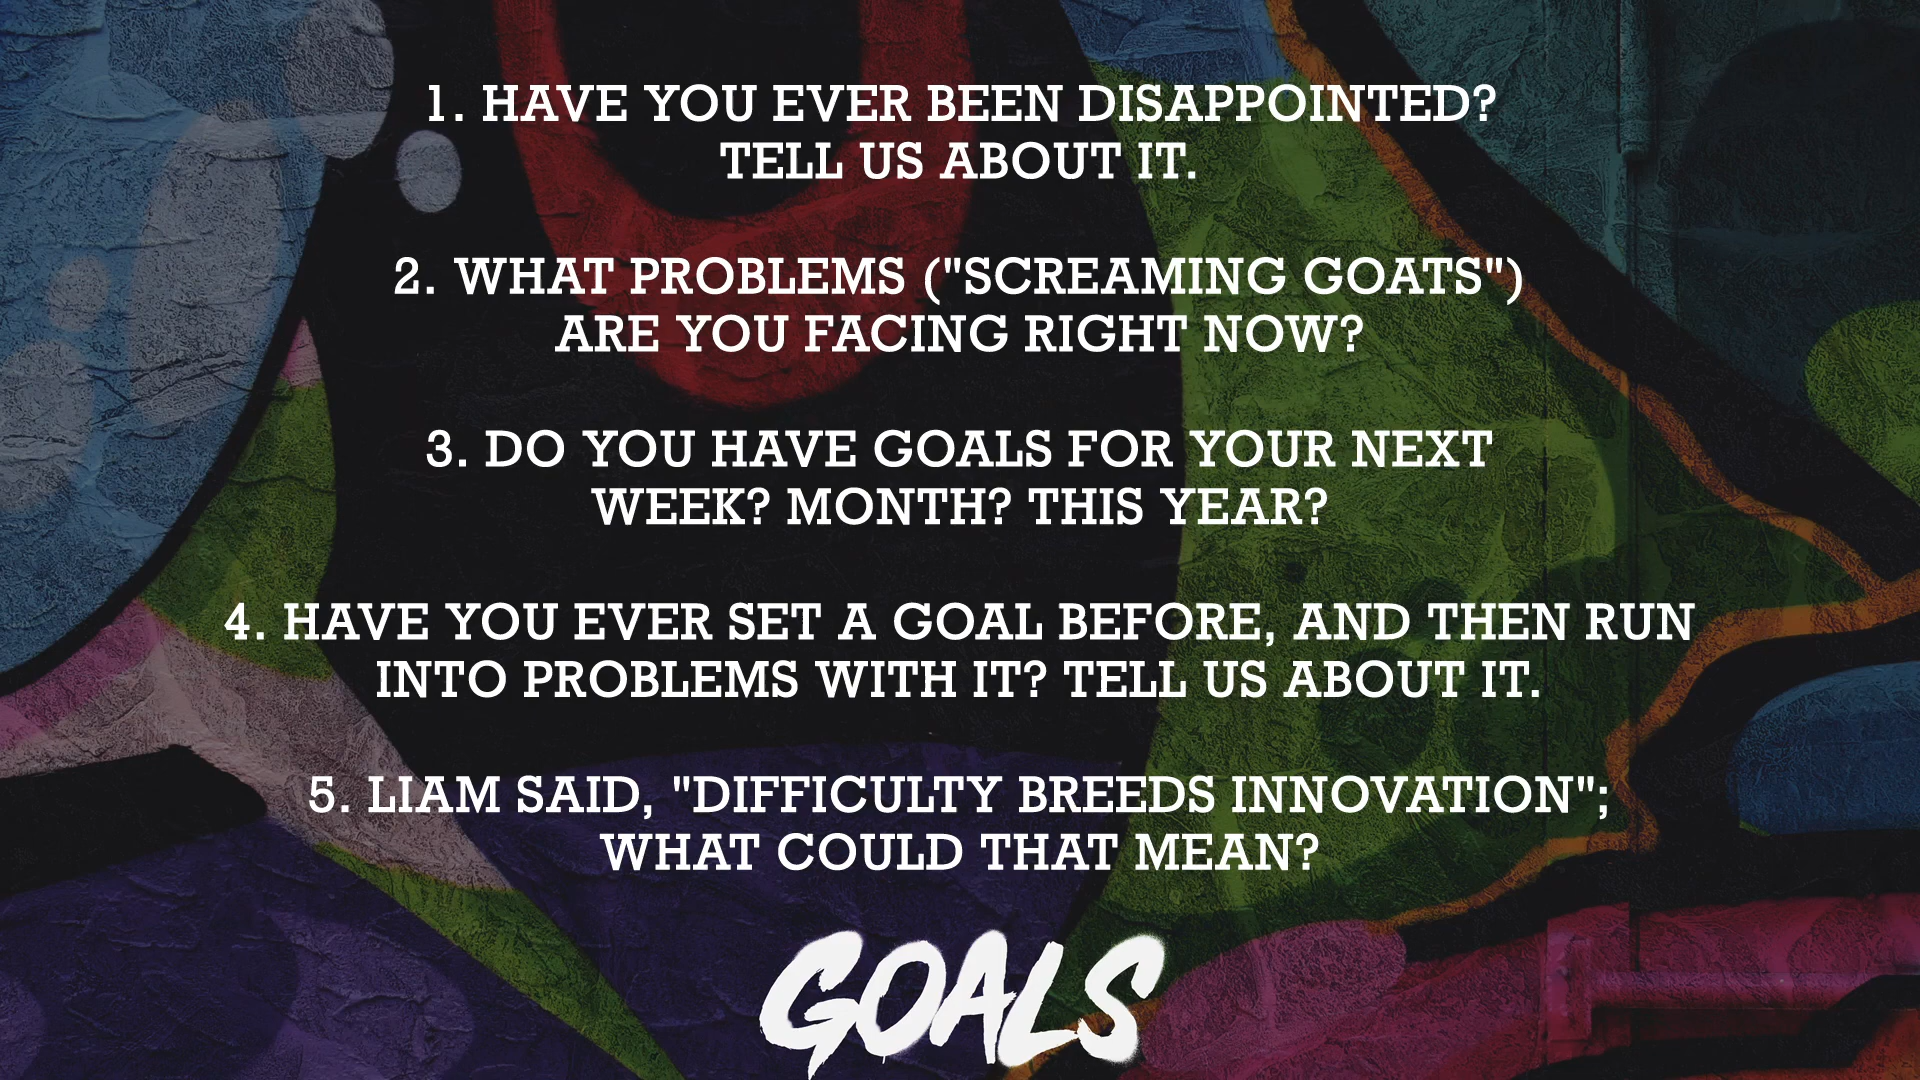 1. HAVE YOU EVER BEEN DISAPPOINTED?
TELL US ABOUT IT.
2. WHAT PROBLEMS ("SCREAMING GOATS")
ARE YOU FACING RIGHT NOW?
3. DO YOU HAVE GOALS FOR YOUR NEXT
WEEK? MONTH? THIS YEAR?
4. HAVE YOU EVER SET A GOAL BEFORE, AND THEN RUN
INTO PROBLEMS WITH IT? TELL US ABOUT IT.
5. LIAM SAID, "DIFFICULTY BREEDS INNOVATION";
WHAT COULD THAT MEAN?
GOALS